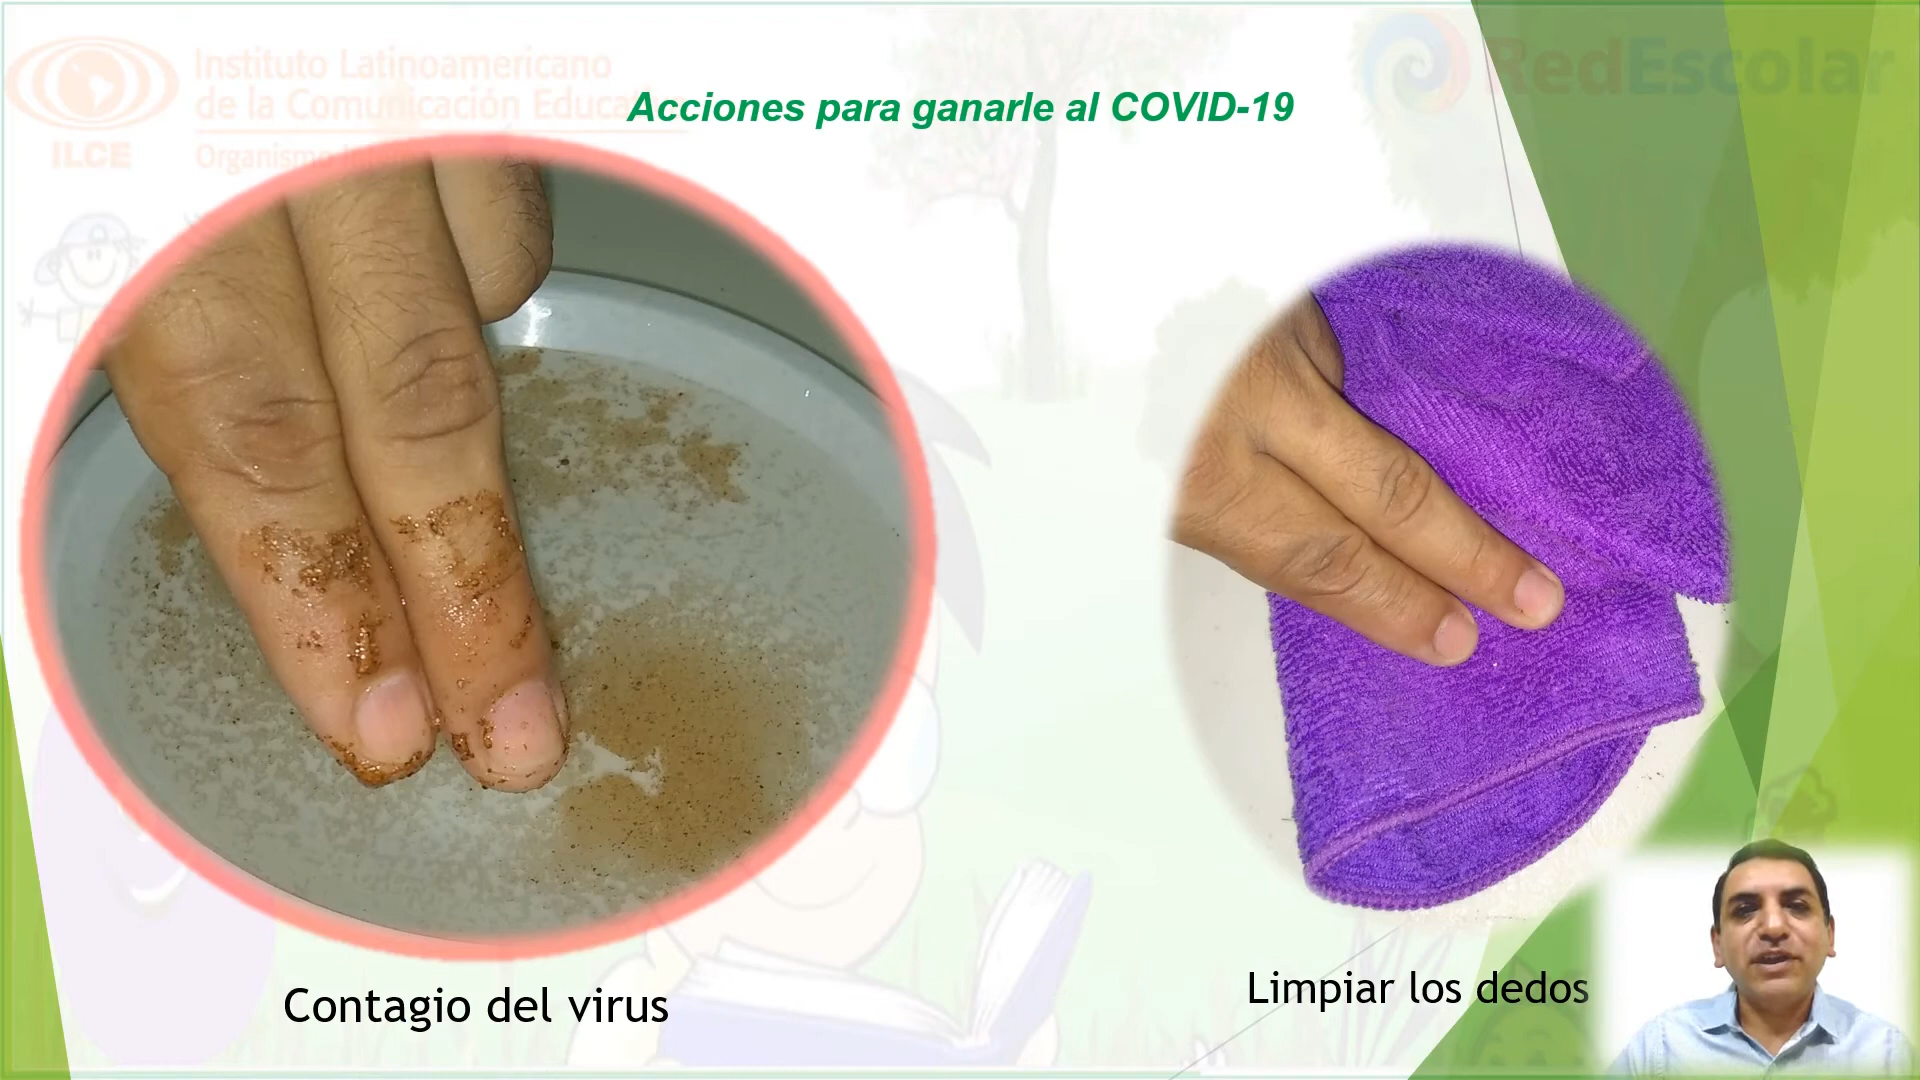 Instituto Latinoamericano
de la Comunicación Educa
Organismo
ILCE
RedEscolar
Acciones para ganarle al COVID-19
Contagio del virus
Limpiar los dedos